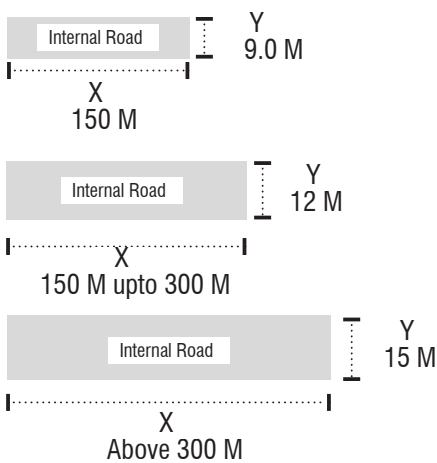 Internal Road
Y
9.0 M
X
150 M
Internal Road
Y
12 M
X
150 M upto 300 M
Internal Road
Y
15 M
X
Above 300 M